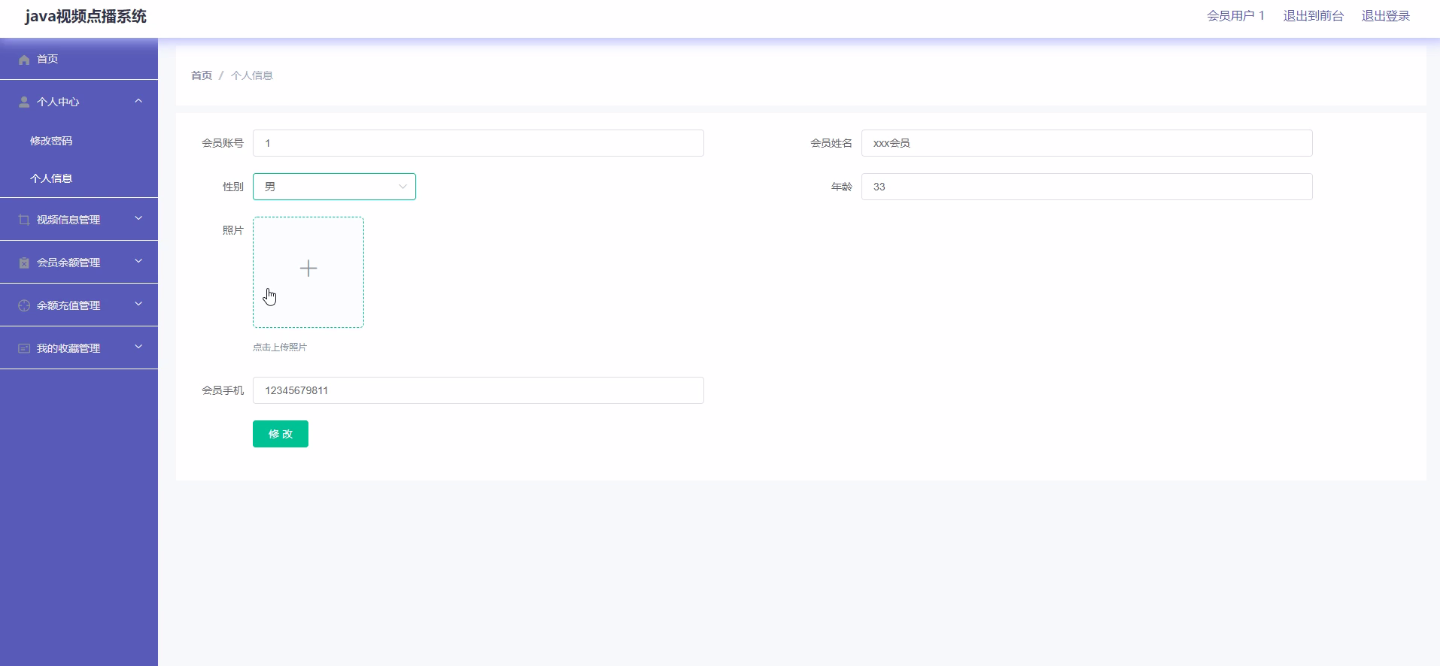 java视频点播系统
会员用户 1 退出到前台 退出登录
首页
个人中心
修改密码
个人信息
视频信息管理
会员余额管理
余额充值管理
我的收藏管理
首页 / 个人信息
会员账号 1 会员姓名 xxx会员
性别 男 年龄 33
照片
点击上传照片
会员手机 12345679811
修 改